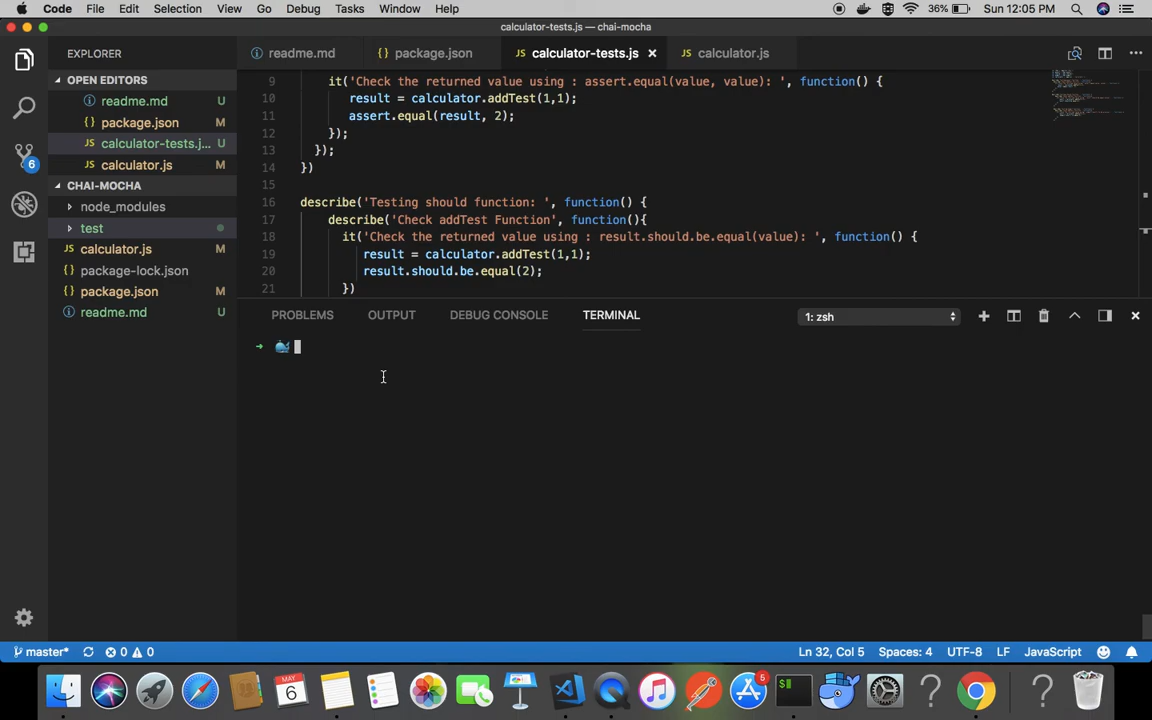 Code File Edit Selection View Go Debug Tasks Window Help 36% Sun 12:05 PM
calculator-tests.js — chai-mocha
EXPLORER
readme.md package.json calculator-tests.js calculator.js
OPEN EDITORS
readme.md U
package.json M
calculator-tests.j... U
calculator.js M
CHAI-MOCHA
node_modules
test
calculator.js M
package-lock.json
package.json M
readme.md U
6
9 it('Check the returned value using : assert.equal(value, value): ', function() {
10 result = calculator.addTest(1,1);
11 assert.equal(result, 2);
12 });
13 });
14 })
15
16 describe('Testing should function: ', function() {
17 describe('Check addTest Function', function(){
18 it('Check the returned value using : result.should.be.equal(value): ', function() {
19 result = calculator.addTest(1,1);
20 result.should.be.equal(2);
21 })
PROBLEMS OUTPUT DEBUG CONSOLE TERMINAL 1: zsh
master* 0 0 Ln 32, Col 5 Spaces: 4 UTF-8 LF JavaScript
MAY
6
5
$